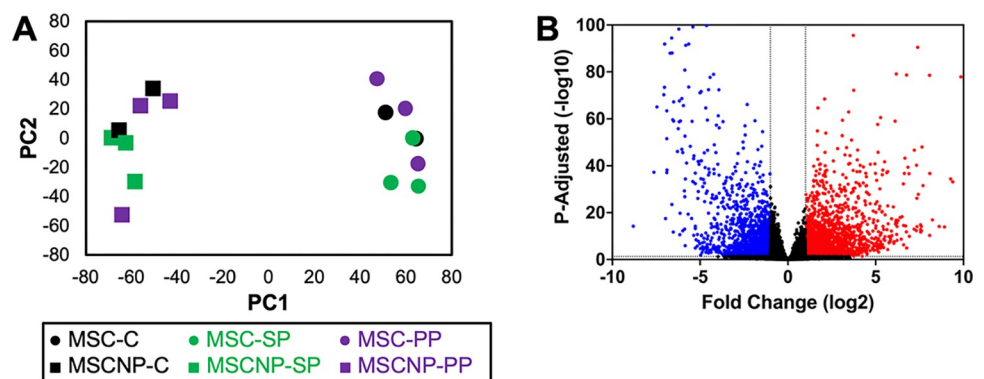 A
80
60
40
20
0
-20
-40
-60
-80
PC2
-80 -60 -40 -20 0 20 40 60 80
PC1
MSC-C MSC-SP MSC-PP
MSCNP-C MSCNP-SP MSCNP-PP
B
100
80
60
40
20
0
P-Adjusted (-log10)
-10 -5 0 5 10
Fold Change (log2)